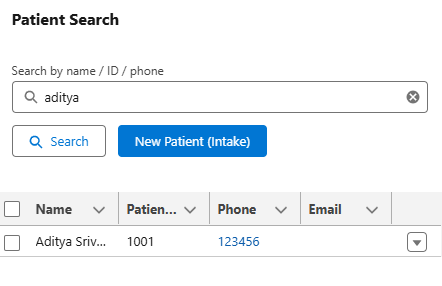 Patient Search
Search by name / ID / phone
aditya
Search New Patient (Intake)
Name Patien... Phone Email
Aditya Sriv... 1001 123456